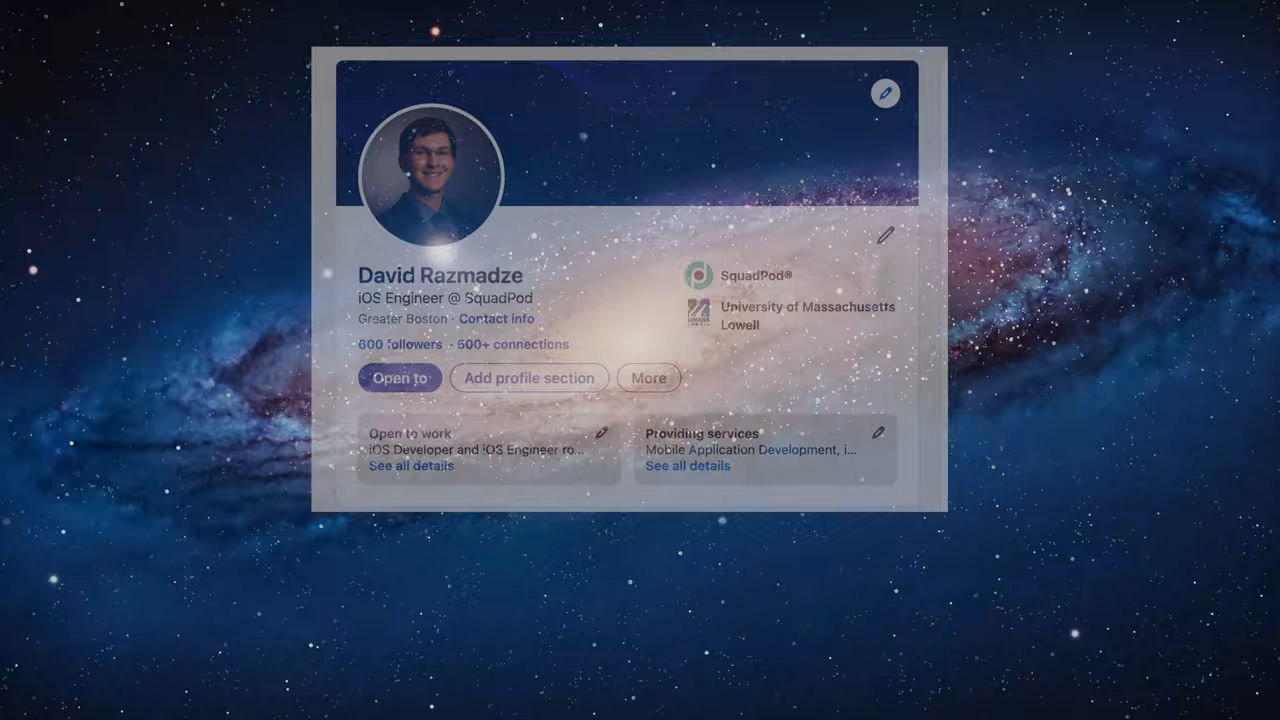 David Razmadze
iOS Engineer @ SquadPod
Greater Boston · Contact info
600 followers · 500+ connections
SquadPod®
University of Massachusetts
Lowell
Open to
Add profile section
More
Open to work
iOS Developer and iOS Engineer ro...
See all details
Providing services
Mobile Application Development, i...
See all details